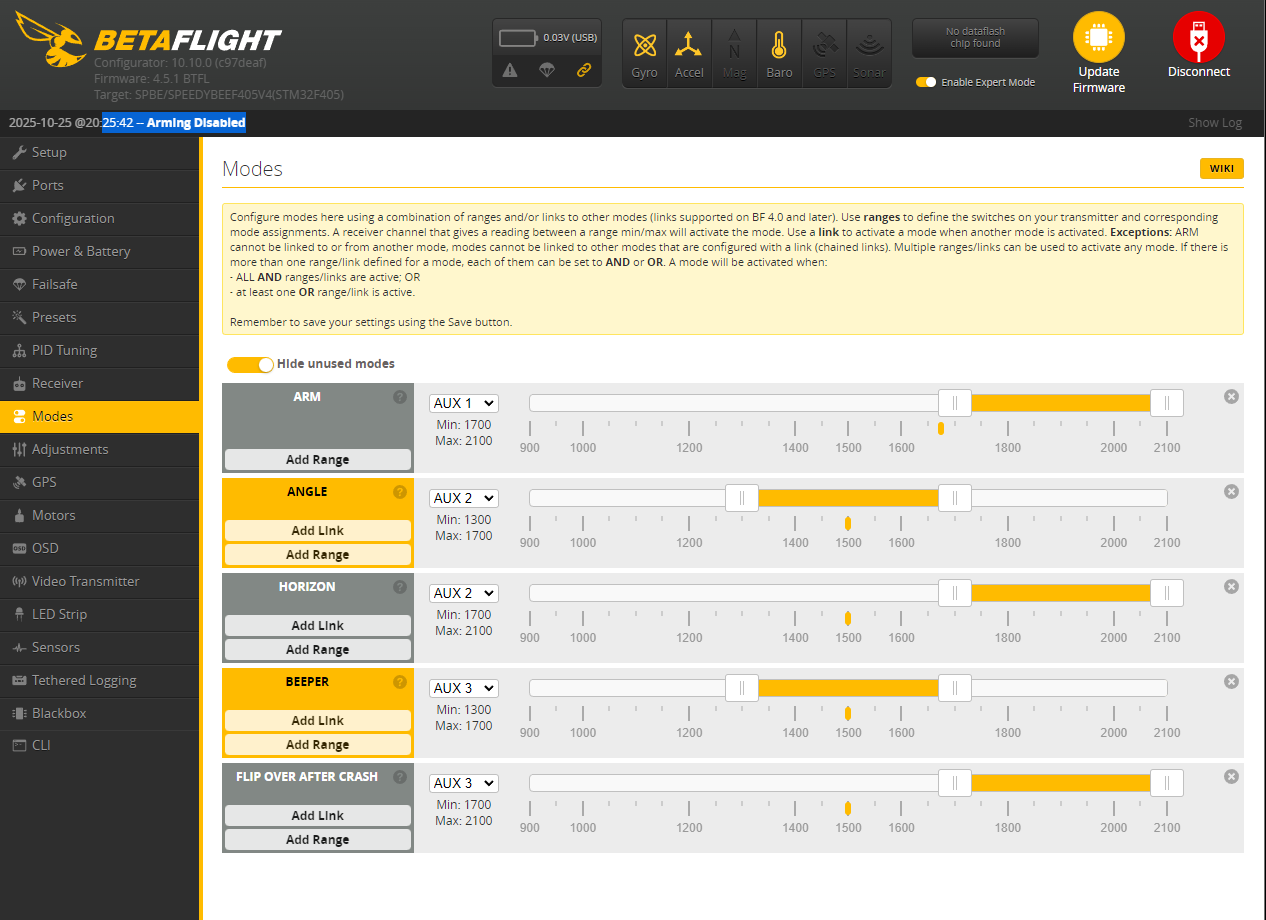 BETAFLIGHT
Configurator: 10.10.0 (c97deaf)
Firmware: 4.5.1 BTFL
Target: SPBE/SPEEDYBEEF405V4(STM32F405)
0.03V (USB)
Gyro
Accel
Mag
Baro
GPS
Sonar
No dataflash
chip found
Enable Expert Mode
Update
Firmware
Disconnect
2025-10-25 @20:25:42 -- Arming Disabled
Show Log
Setup
Ports
Configuration
Power & Battery
Failsafe
Presets
PID Tuning
Receiver
Modes
Adjustments
GPS
Motors
OSD
Video Transmitter
LED Strip
Sensors
Tethered Logging
Blackbox
CLI
Modes
WIKI
Configure modes here using a combination of ranges and/or links to other modes (links supported on BF 4.0 and later). Use ranges to define the switches on your transmitter and corresponding
mode assignments. A receiver channel that gives a reading between a range min/max will activate the mode. Use a link to activate a mode when another mode is activated. Exceptions: ARM
cannot be linked to or from another mode, modes cannot be linked to other modes that are configured with a link (chained links). Multiple ranges/links can be used to activate any mode. If there is
more than one range/link defined for a mode, each of them can be set to AND or OR. A mode will be activated when:
- ALL AND ranges/links are active; OR
- at least one OR range/link is active.
Remember to save your settings using the Save button.
Hide unused modes
ARM
?
Add Range
AUX 1
Min: 1700
Max: 2100
900 1000 1200 1400 1500 1600 1800 2000 2100
ANGLE
?
Add Link
Add Range
AUX 2
Min: 1300
Max: 1700
900 1000 1200 1400 1500 1600 1800 2000 2100
HORIZON
?
Add Link
Add Range
AUX 2
Min: 1700
Max: 2100
900 1000 1200 1400 1500 1600 1800 2000 2100
BEEPER
?
Add Link
Add Range
AUX 3
Min: 1300
Max: 1700
900 1000 1200 1400 1500 1600 1800 2000 2100
FLIP OVER AFTER CRASH
?
Add Link
Add Range
AUX 3
Min: 1700
Max: 2100
900 1000 1200 1400 1500 1600 1800 2000 2100